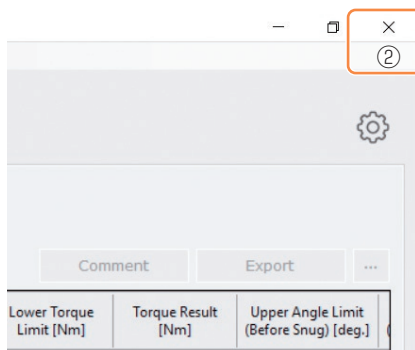 ②
Comment Export ...
Lower Torque Torque Result Upper Angle Limit
Limit [Nm] [Nm] (Before Snug) [deg.] (